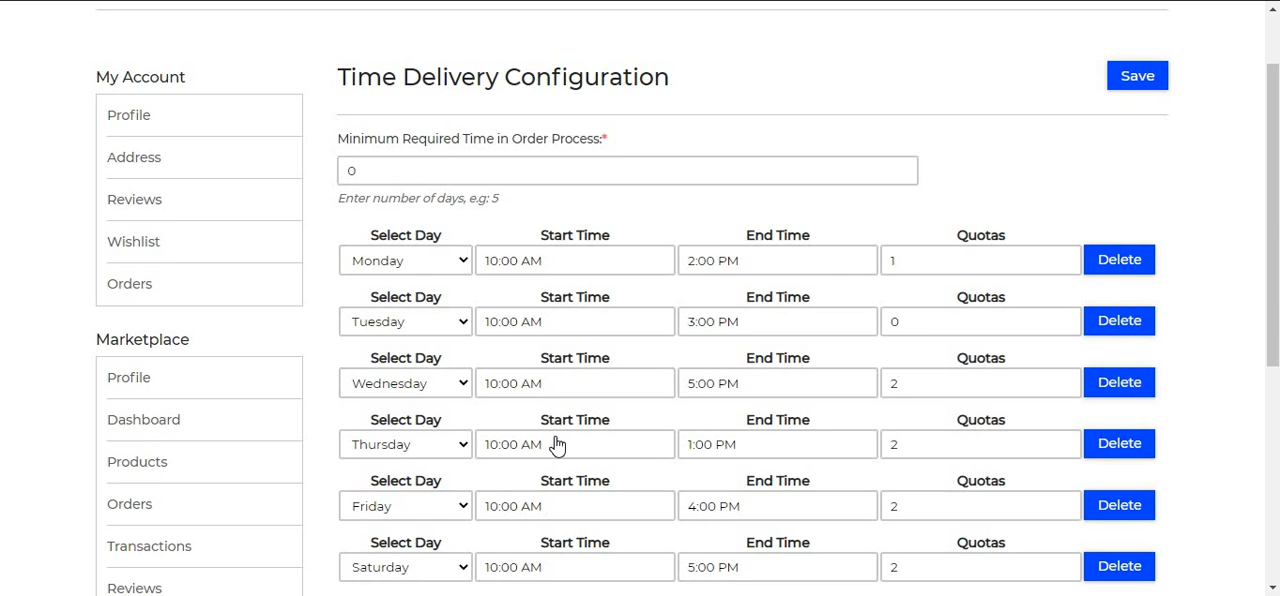 My Account
Profile
Address
Reviews
Wishlist
Orders
Marketplace
Profile
Dashboard
Products
Orders
Transactions
Reviews
Time Delivery Configuration
Save
Minimum Required Time in Order Process:*
0
Enter number of days, e.g: 5
Select Day Start Time End Time Quotas
Monday 10:00 AM 2:00 PM 1 Delete
Select Day Start Time End Time Quotas
Tuesday 10:00 AM 3:00 PM 0 Delete
Select Day Start Time End Time Quotas
Wednesday 10:00 AM 5:00 PM 2 Delete
Select Day Start Time End Time Quotas
Thursday 10:00 AM 1:00 PM 2 Delete
Select Day Start Time End Time Quotas
Friday 10:00 AM 4:00 PM 2 Delete
Select Day Start Time End Time Quotas
Saturday 10:00 AM 5:00 PM 2 Delete